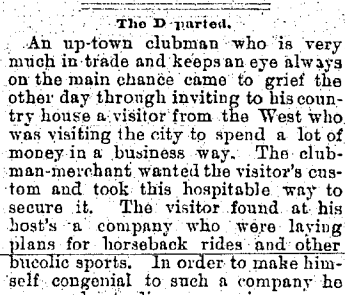 The D parted.
An up-town clubman who is very
much in trade and keeps an eye always
on the main chance came to grief the
other day through inviting to his coun-
try house a visitor from the West who
was visiting the city to spend a lot of
money in a business way. The club-
man-merchant wanted the visitor's cus-
tom and took this hospitable way to
secure it. The visitor found at his
host's a company who were laying
plans for horseback rides and other
bucolic sports. In order to make him-
self congenial to such a company he